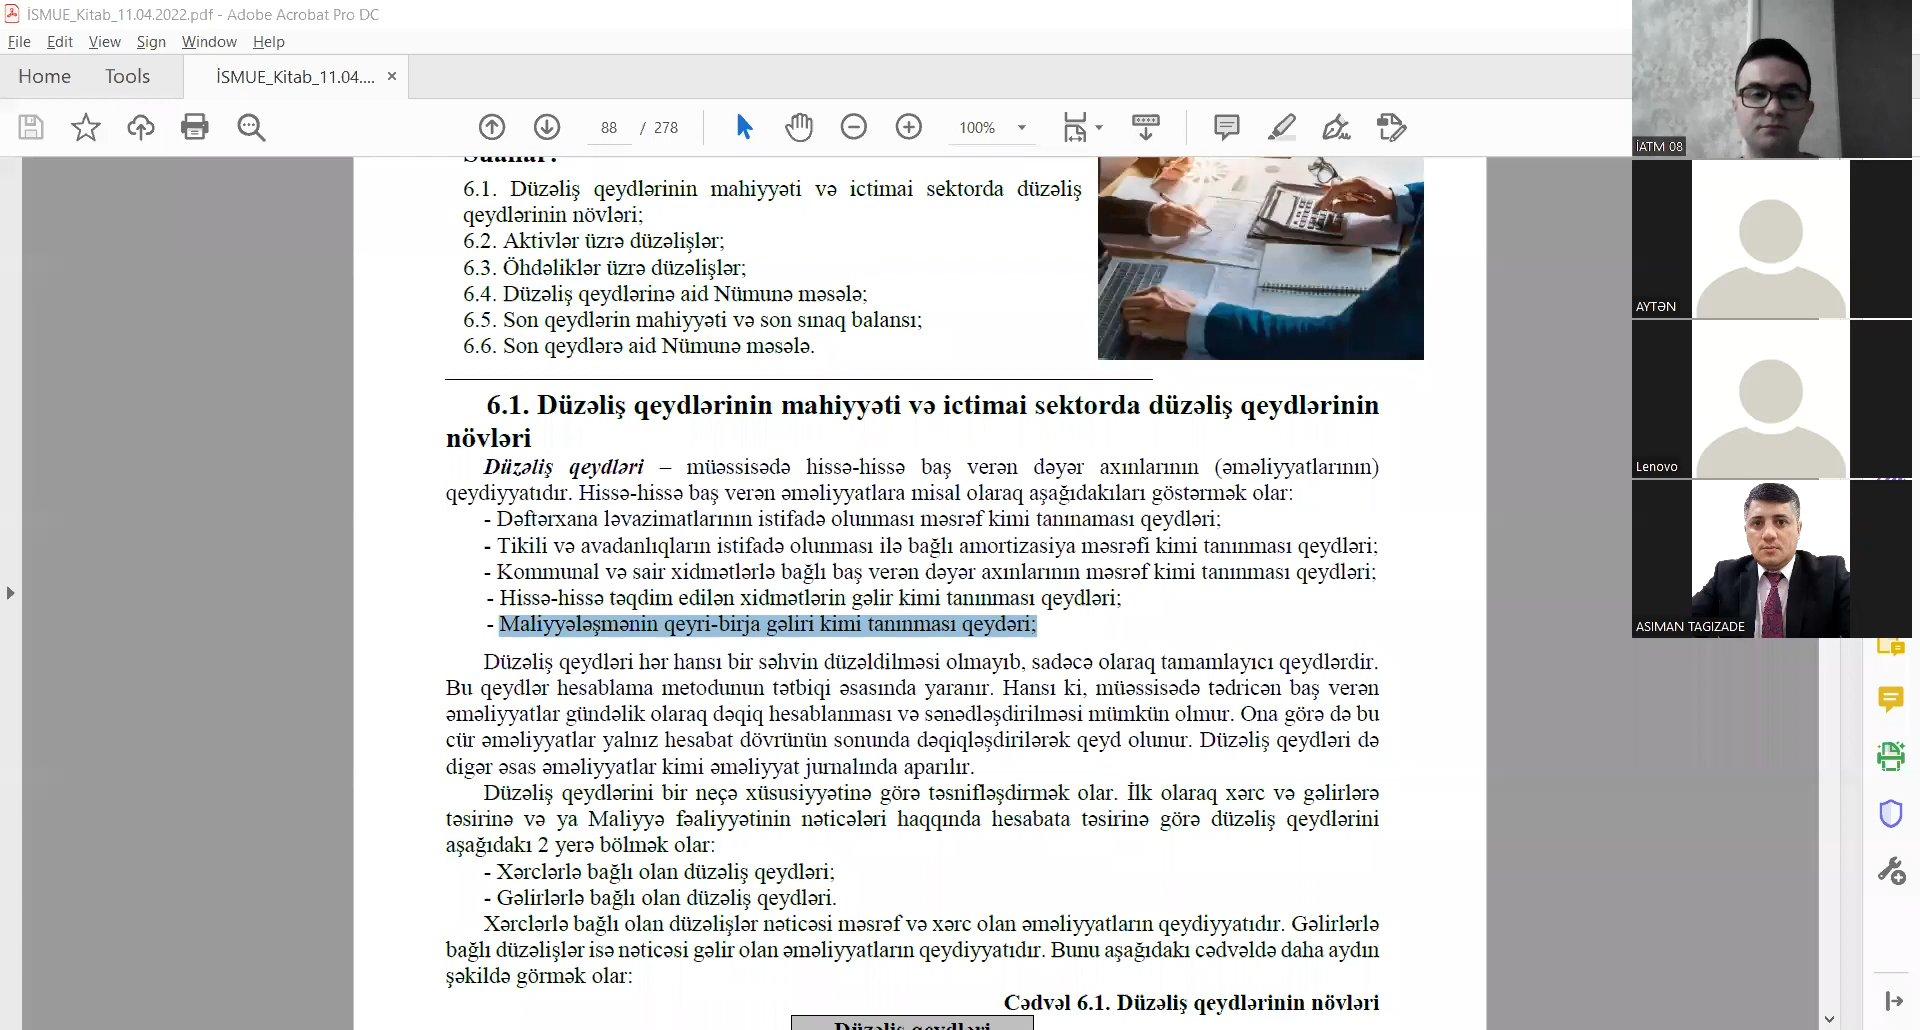 İSMUE_Kitab_11.04.2022.pdf - Adobe Acrobat Pro DC
File Edit View Sign Window Help
Home Tools İSMUE_Kitab_11.04.... ×
88 / 278 100%
6.1. Düzəliş qeydlərinin mahiyyəti və ictimai sektorda düzəliş
qeydlərinin növləri;
6.2. Aktivlər üzrə düzəlişlər;
6.3. Öhdəliklər üzrə düzəlişlər;
6.4. Düzəliş qeydlərinə aid Nümunə məsələ;
6.5. Son qeydlərin mahiyyəti və son sınaq balansı;
6.6. Son qeydlərə aid Nümunə məsələ.
6.1. Düzəliş qeydlərinin mahiyyəti və ictimai sektorda düzəliş qeydlərinin
növləri
Düzəliş qeydləri – müəssisədə hissə-hissə baş verən dəyər axınlarının (əməliyyatlarının)
qeydiyyatıdır. Hissə-hissə baş verən əməliyyatlara misal olaraq aşağıdakıları göstərmək olar:
- Dəftərxana ləvazimatlarının istifadə olunması məsrəf kimi tanınaması qeydləri;
- Tikili və avadanlıqların istifadə olunması ilə bağlı amortizasiya məsrəfi kimi tanınması qeydləri;
- Kommunal və sair xidmətlərlə bağlı baş verən dəyər axınlarının məsrəf kimi tanınması qeydləri;
- Hissə-hissə təqdim edilən xidmətlərin gəlir kimi tanınması qeydləri;
- Maliyyələşmənin qeyri-birja gəliri kimi tanınması qeydəri;
Düzəliş qeydləri hər hansı bir səhvin düzəldilməsi olmayıb, sadəcə olaraq tamamlayıcı qeydlərdir.
Bu qeydlər hesablama metodunun tətbiqi əsasında yaranır. Hansı ki, müəssisədə tədricən baş verən
əməliyyatlar gündəlik olaraq dəqiq hesablanması və sənədləşdirilməsi mümkün olmur. Ona görə də bu
cür əməliyyatlar yalnız hesabat dövrünün sonunda dəqiqləşdirilərək qeyd olunur. Düzəliş qeydləri də
digər əsas əməliyyatlar kimi əməliyyat jurnalında aparılır.
Düzəliş qeydlərini bir neçə xüsusiyyətinə görə təsnifləşdirmək olar. İlk olaraq xərc və gəlirlərə
təsirinə və ya Maliyyə fəaliyyətinin nəticələri haqqında hesabata təsirinə görə düzəliş qeydlərini
aşağıdakı 2 yerə bölmək olar:
- Xərclərlə bağlı olan düzəliş qeydləri;
- Gəlirlərlə bağlı olan düzəliş qeydləri.
Xərclərlə bağlı olan düzəlişlər nəticəsi məsrəf və xərc olan əməliyyatların qeydiyyatıdır. Gəlirlərlə
bağlı düzəlişlər isə nəticəsi gəlir olan əməliyyatların qeydiyyatıdır. Bunu aşağıdakı cədvəldə daha aydın
şəkildə görmək olar:
Cədvəl 6.1. Düzəliş qeydlərinin növləri
İATM 08
AYTƏN
Lenovo
ASIMAN TAGIZADE